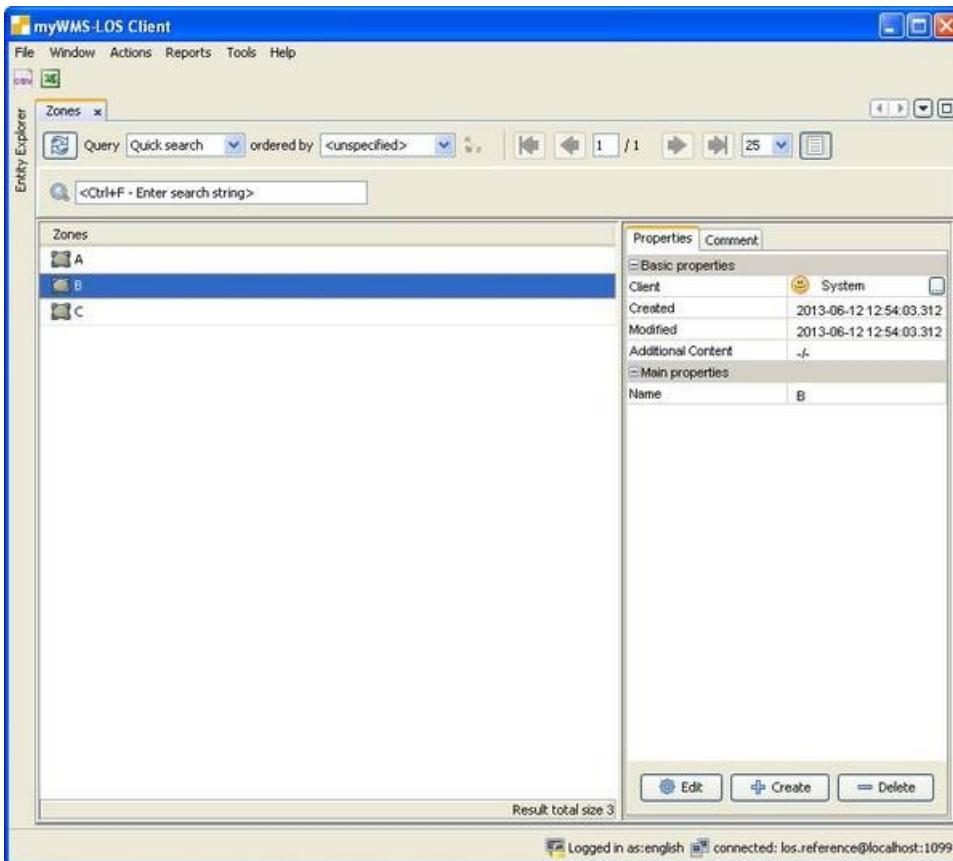 myWMS-LOS Client
File Window Actions Reports Tools Help
CSV
Entity Explorer
Zones x
Query Quick search ordered by <unspecified> 1 / 1 25
<Ctrl+F - Enter search string>
Zones
A
B
C
Result total size 3
Properties Comment
Basic properties
Client System ...
Created 2013-06-12 12:54:03.312
Modified 2013-06-12 12:54:03.312
Additional Content -/-
Main properties
Name B
Edit Create Delete
Logged in as:english connected: los.reference@localhost:1099